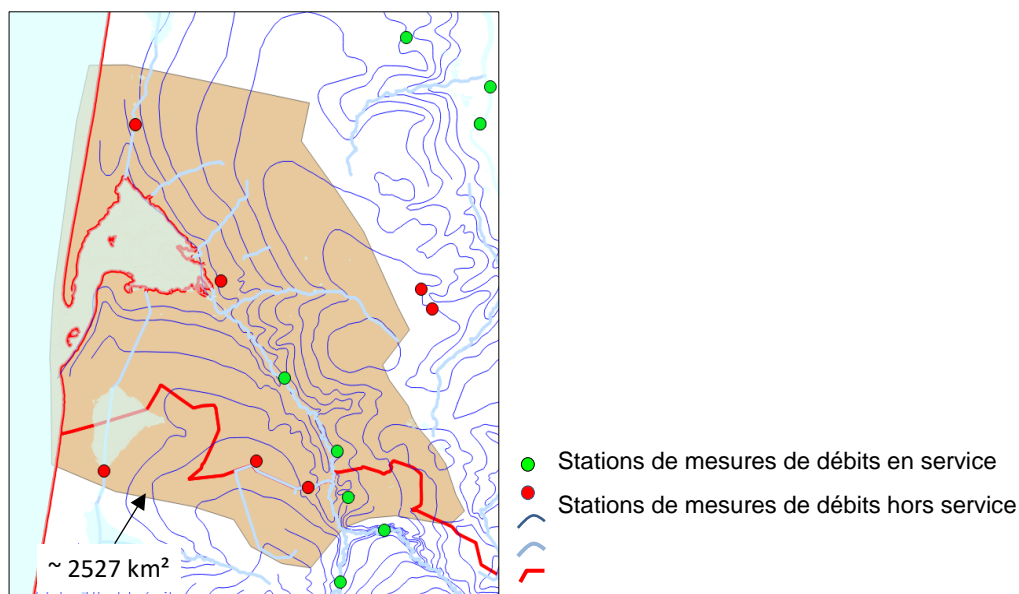 Stations de mesures de débits en service
Stations de mesures de débits hors service
~ 2527 km²